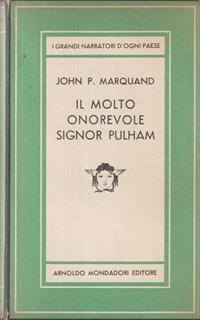 I GRANDI NARRATORI D'OGNI PAESE
JOHN P. MARQUAND
IL MOLTO
ONOREVOLE
SIGNOR PULHAM
ARNOLDO MONDADORI EDITORE